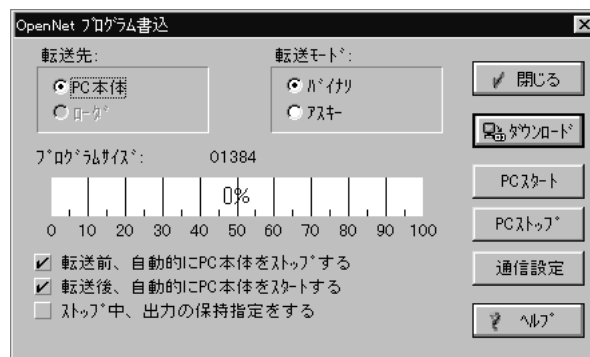 OpenNet ﾌﾟﾛｸﾞﾗﾑ書込
転送先:
PC本体
ﾛｰｶﾞ
転送ﾓｰﾄﾞ:
ﾊﾞｲﾅﾘ
ｱｽｷｰ
ﾌﾟﾛｸﾞﾗﾑｻｲｽﾞ: 01384
0%
0 10 20 30 40 50 60 70 80 90 100
転送前、自動的にPC本体をｽﾄｯﾌﾟする
転送後、自動的にPC本体をｽﾀｰﾄする
ｽﾄｯﾌﾟ中、出力の保持指定をする
閉じる
ﾀﾞｳﾝﾛｰﾄﾞ
PCｽﾀｰﾄ
PCｽﾄｯﾌﾟ
通信設定
ﾍﾙﾌﾟ